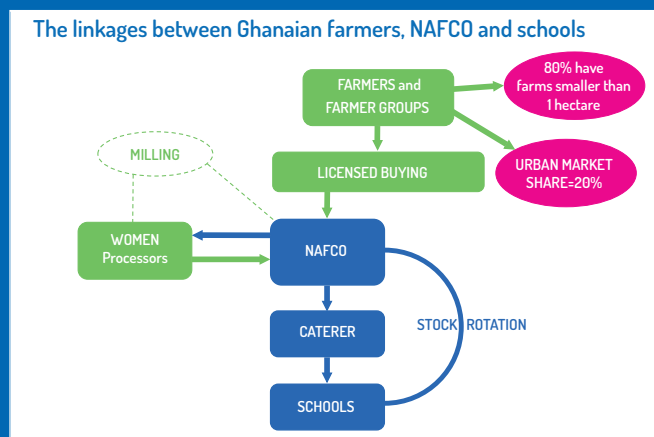 The linkages between Ghanaian farmers, NAFCO and schools
80% have
farms smaller than
1 hectare
FARMERS and
FARMER GROUPS
MILLING
LICENSED BUYING
URBAN MARKET
SHARE=20%
WOMEN
Processors
NAFCO
CATERER
STOCK ROTATION
SCHOOLS